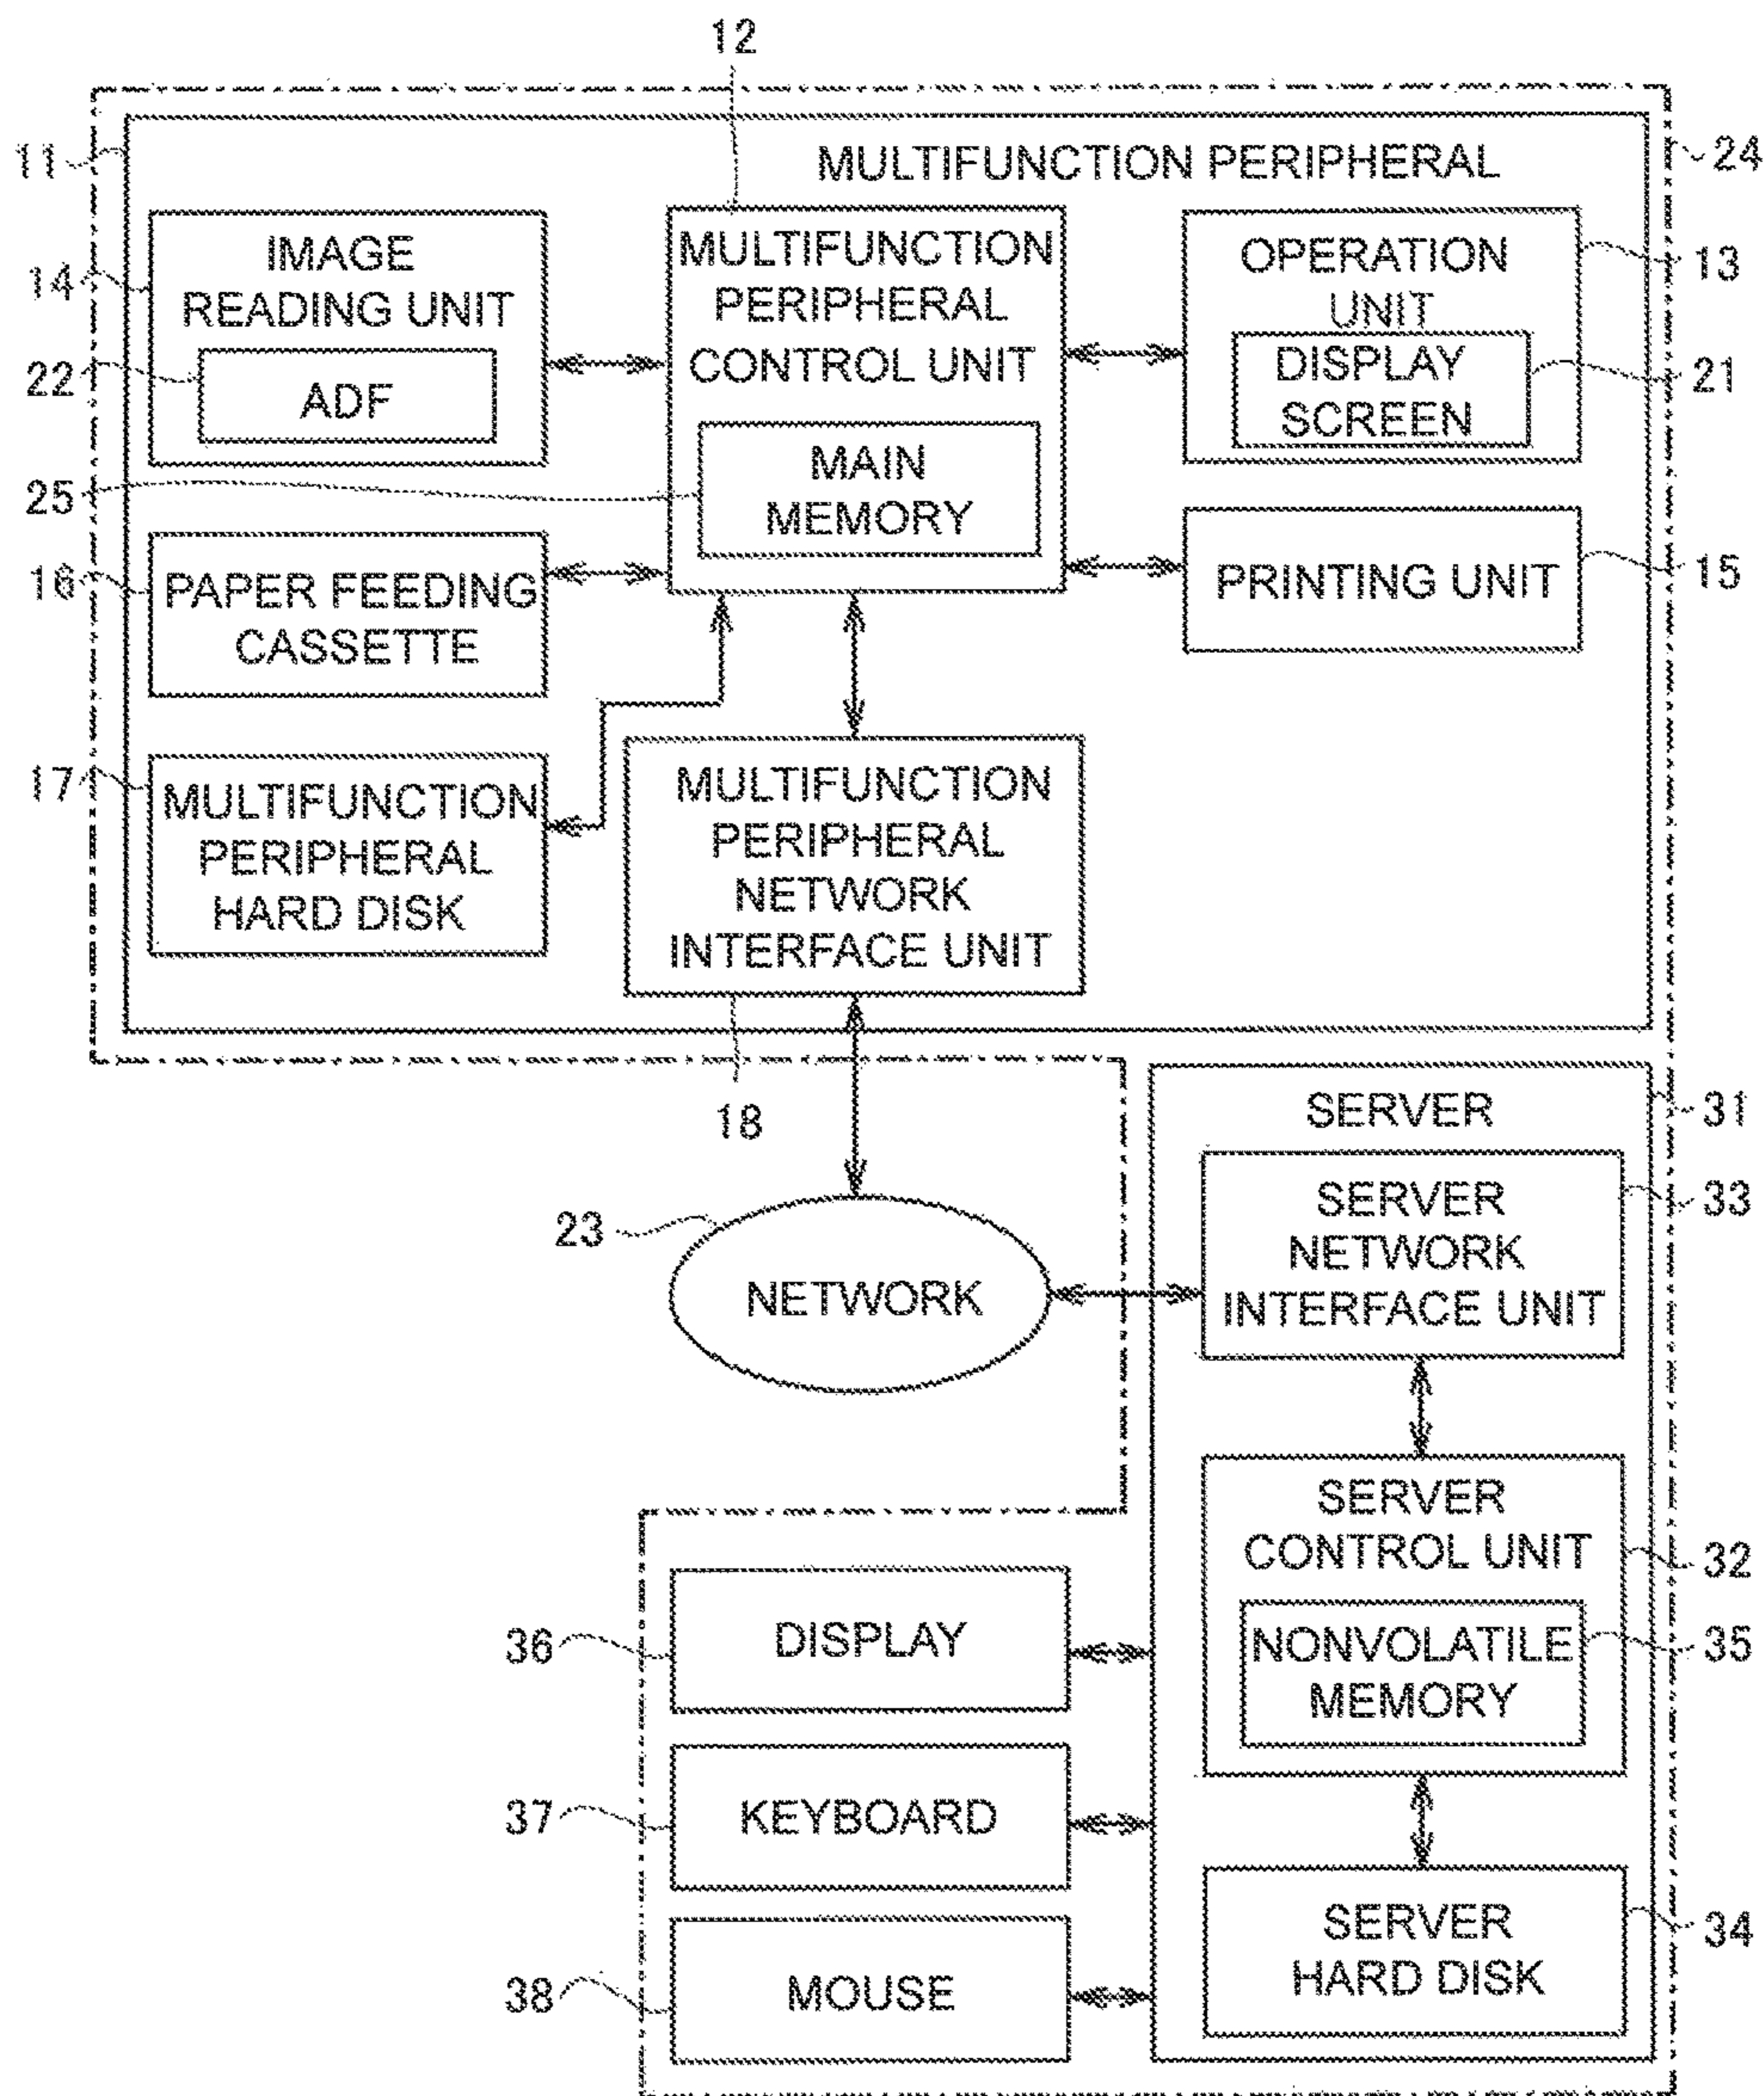 12
11
MULTIFUNCTION PERIPHERAL
24
14
IMAGE
READING UNIT
22
ADF
MULTIFUNCTION
PERIPHERAL
CONTROL UNIT
25
MAIN
MEMORY
OPERATION
UNIT
13
DISPLAY
SCREEN
21
16
PAPER FEEDING
CASSETTE
PRINTING UNIT
15
17
MULTIFUNCTION
PERIPHERAL
HARD DISK
MULTIFUNCTION
PERIPHERAL
NETWORK
INTERFACE UNIT
18
SERVER
31
23
NETWORK
SERVER
NETWORK
INTERFACE UNIT
33
SERVER
CONTROL UNIT
32
NONVOLATILE
MEMORY
35
36
DISPLAY
37
KEYBOARD
38
MOUSE
SERVER
HARD DISK
34